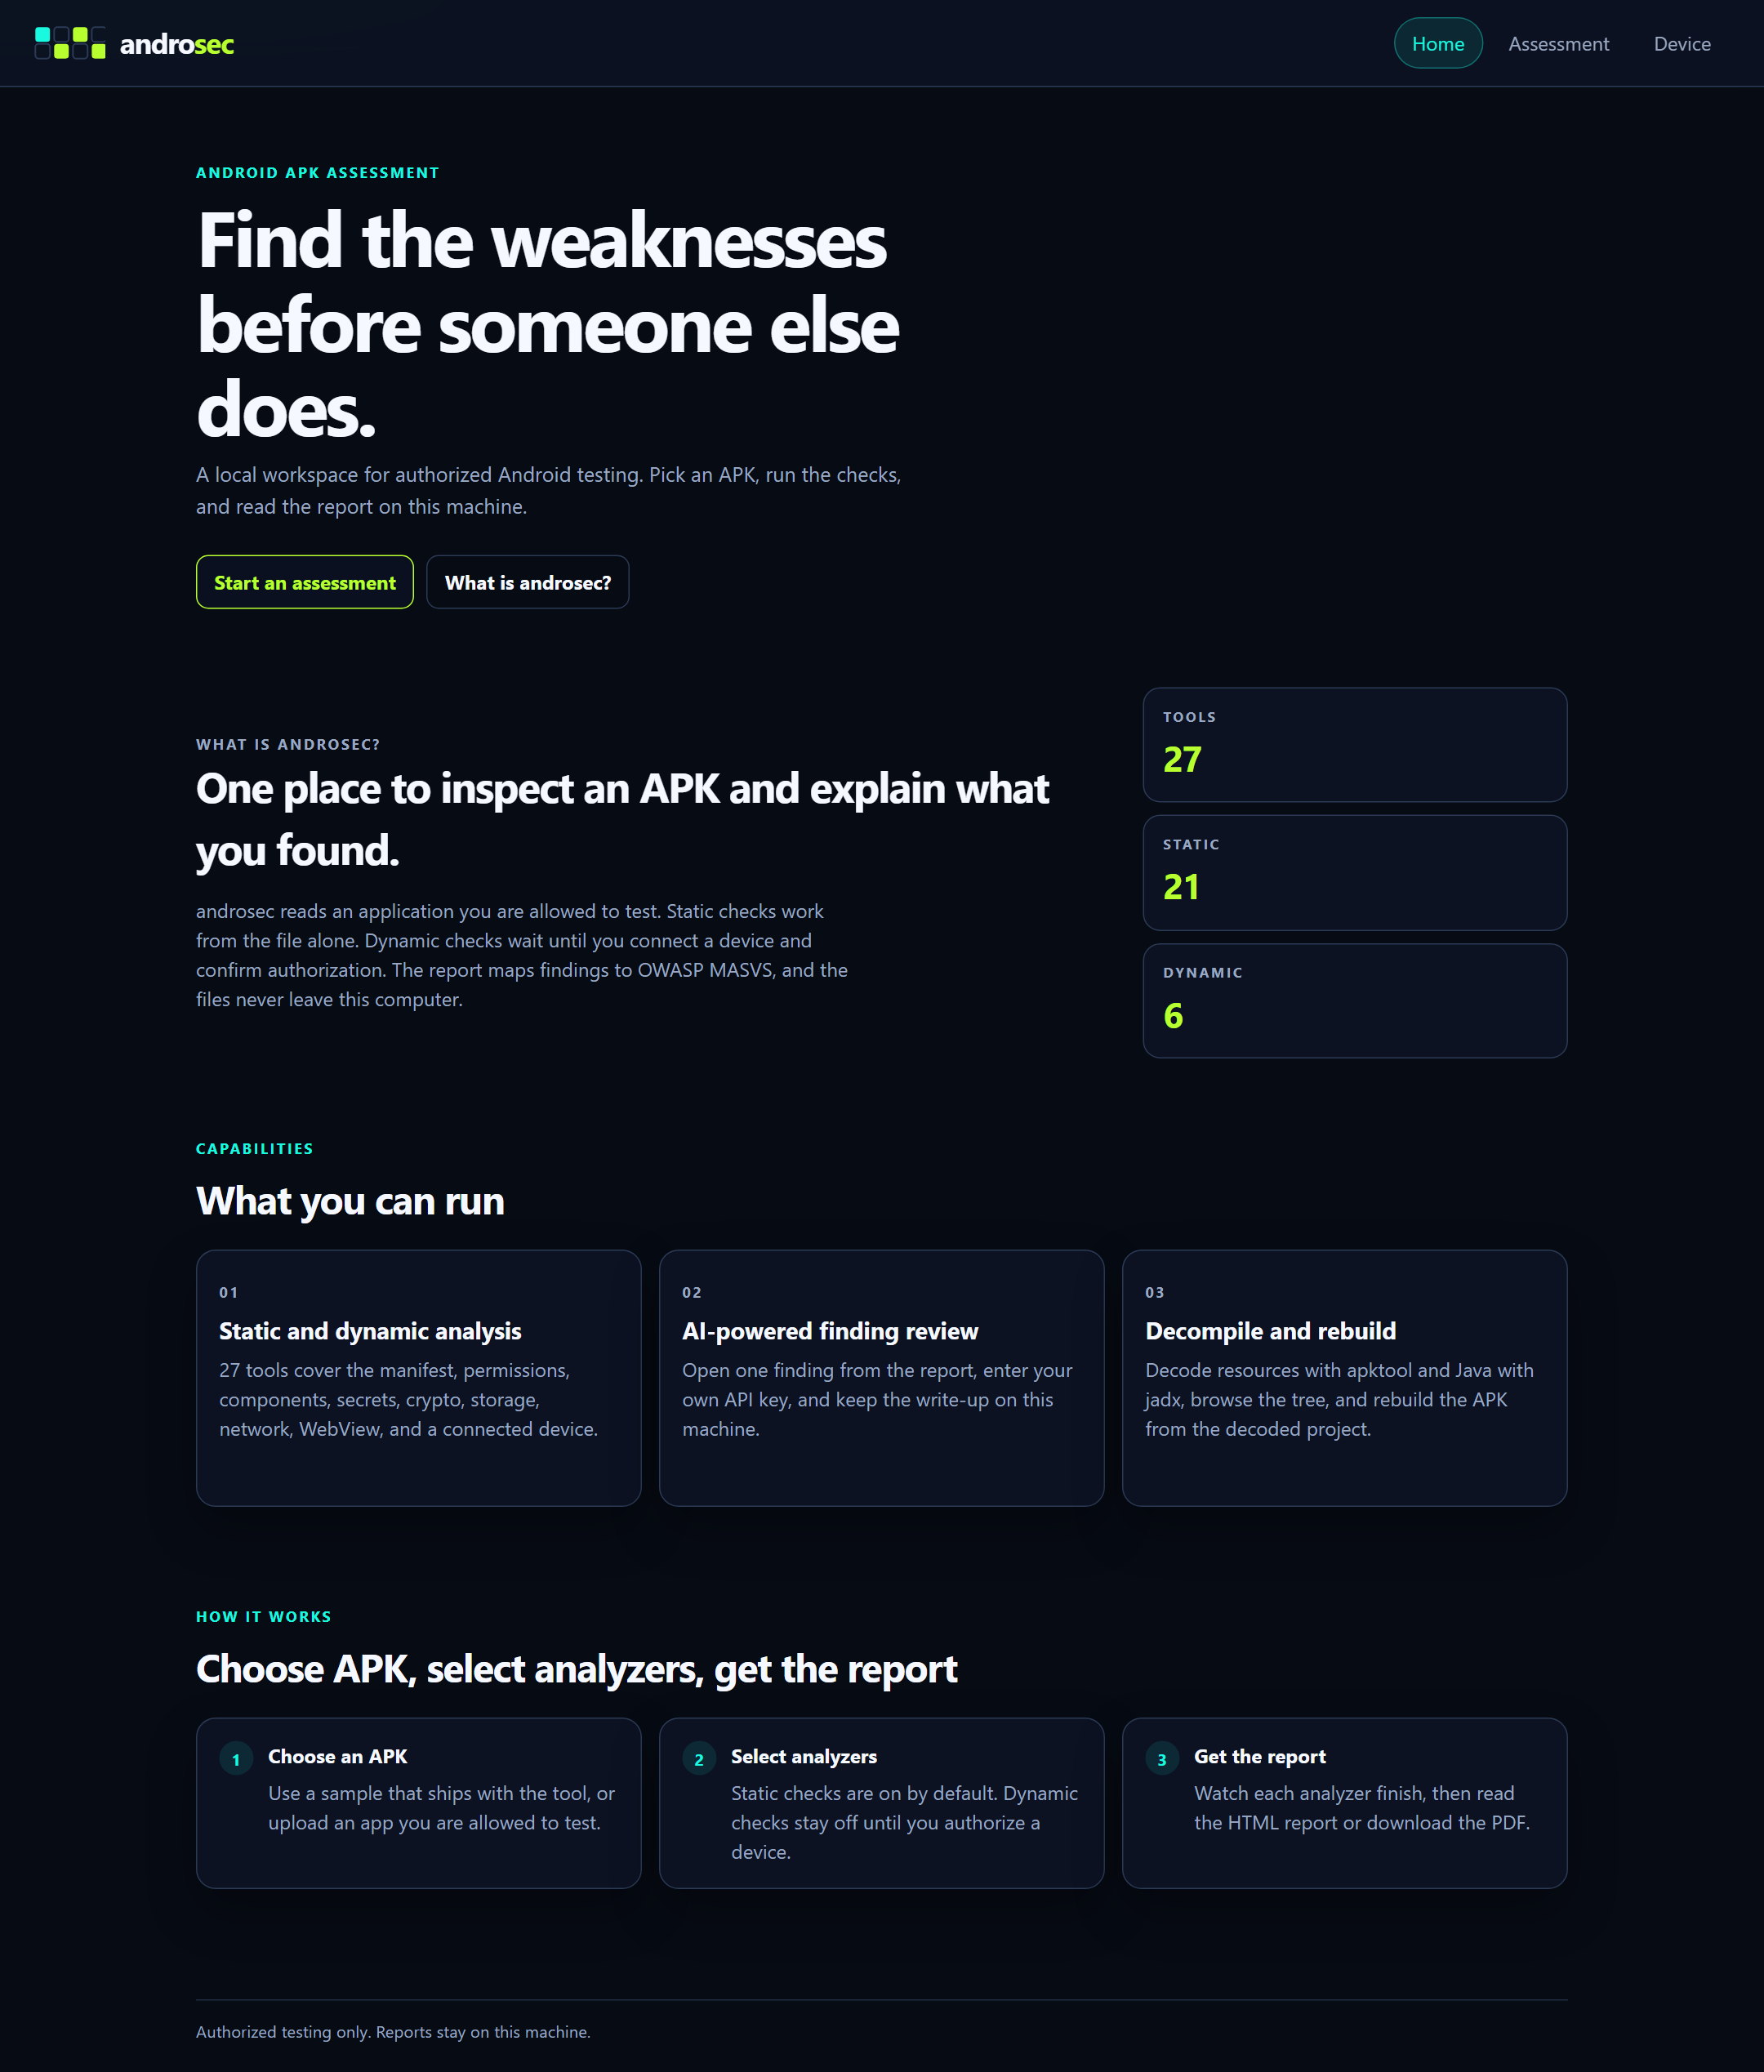 androsec
Home
Assessment
Device
ANDROID APK ASSESSMENT
Find the weaknesses
before someone else
does.
A local workspace for authorized Android testing. Pick an APK, run the checks,
and read the report on this machine.
Start an assessment
What is androsec?
WHAT IS ANDROSEC?
One place to inspect an APK and explain what
you found.
androsec reads an application you are allowed to test. Static checks work
from the file alone. Dynamic checks wait until you connect a device and
confirm authorization. The report maps findings to OWASP MASVS, and the
files never leave this computer.
TOOLS
27
STATIC
21
DYNAMIC
6
CAPABILITIES
What you can run
01
Static and dynamic analysis
27 tools cover the manifest, permissions,
components, secrets, crypto, storage,
network, WebView, and a connected device.
02
AI-powered finding review
Open one finding from the report, enter your
own API key, and keep the write-up on this
machine.
03
Decompile and rebuild
Decode resources with apktool and Java with
jadx, browse the tree, and rebuild the APK
from the decoded project.
HOW IT WORKS
Choose APK, select analyzers, get the report
1
Choose an APK
Use a sample that ships with the tool, or
upload an app you are allowed to test.
2
Select analyzers
Static checks are on by default. Dynamic
checks stay off until you authorize a
device.
3
Get the report
Watch each analyzer finish, then read
the HTML report or download the PDF.
Authorized testing only. Reports stay on this machine.